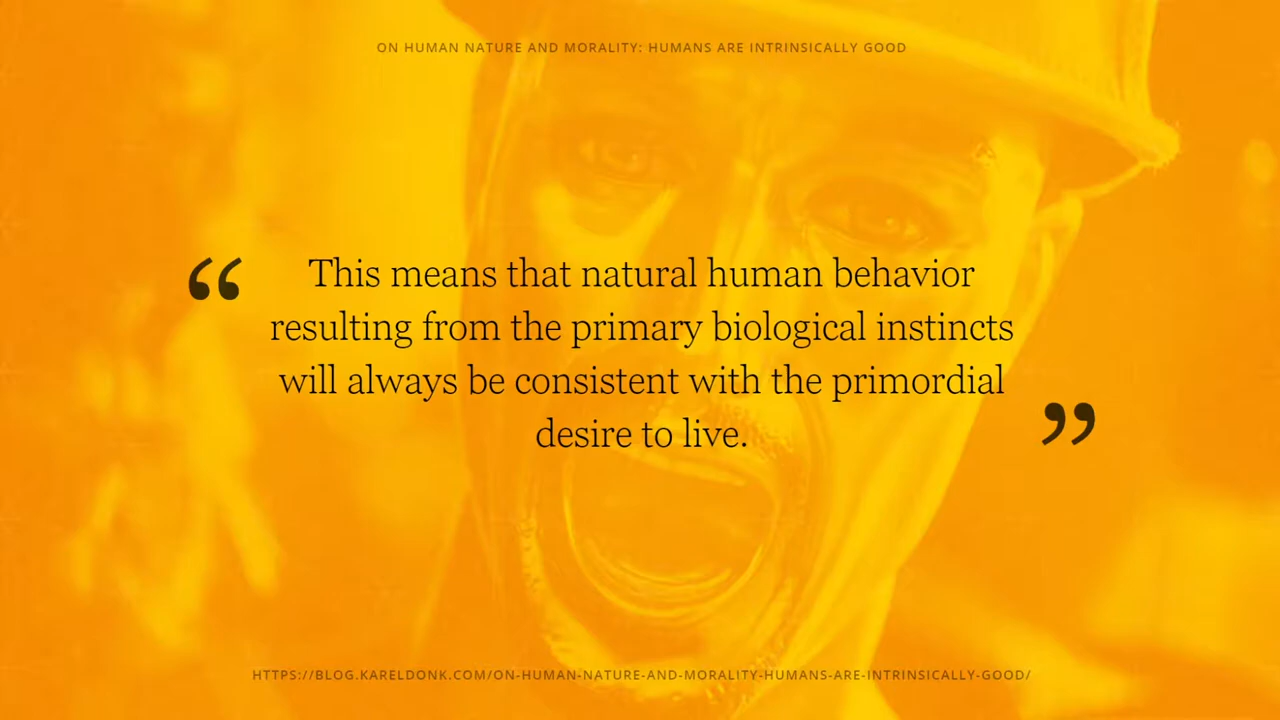 ON HUMAN NATURE AND MORALITY: HUMANS ARE INTRINSICALLY GOOD
“ This means that natural human behavior
resulting from the primary biological instincts
will always be consistent with the primordial
desire to live. ”
HTTPS://BLOG.KARELDONK.COM/ON-HUMAN-NATURE-AND-MORALITY-HUMANS-ARE-INTRINSICALLY-GOOD/